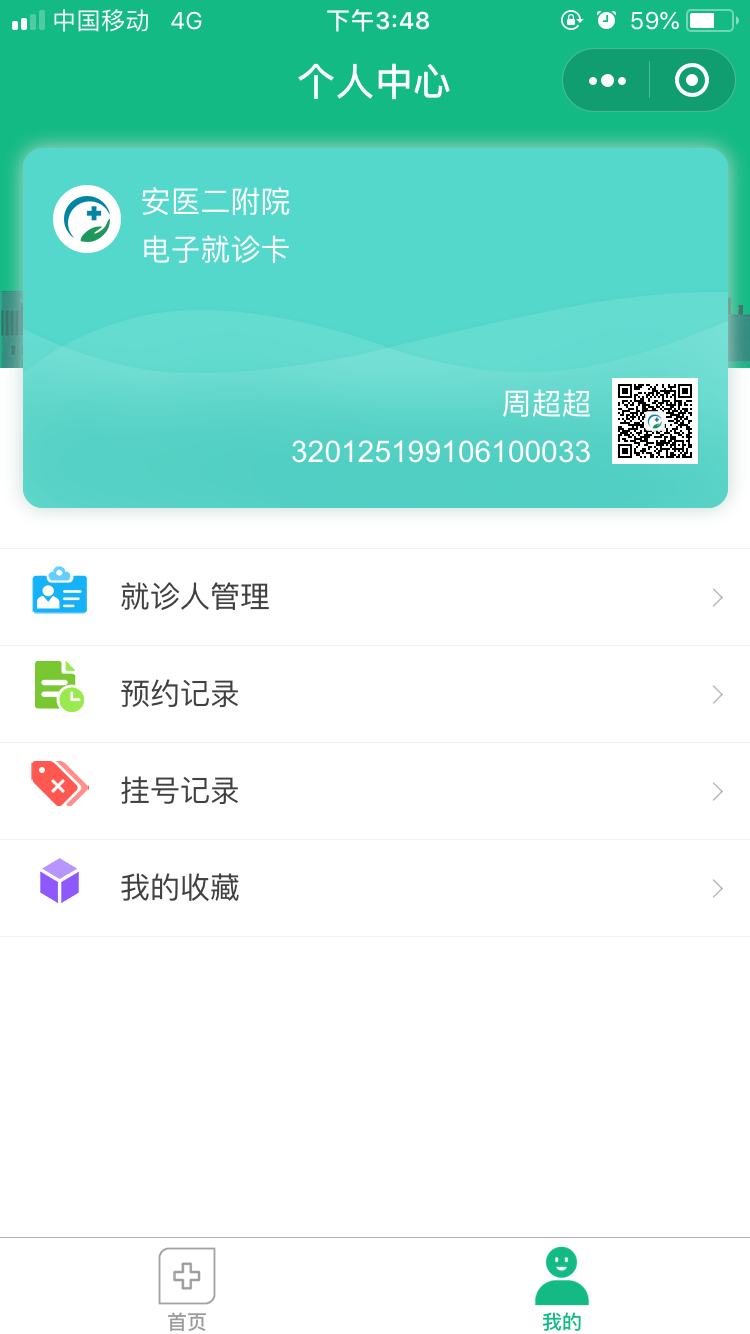 中国移动 4G 下午3:48 59%
个人中心
安医二附院
电子就诊卡
周超超
320125199106100033
就诊人管理
预约记录
挂号记录
我的收藏
首页 我的